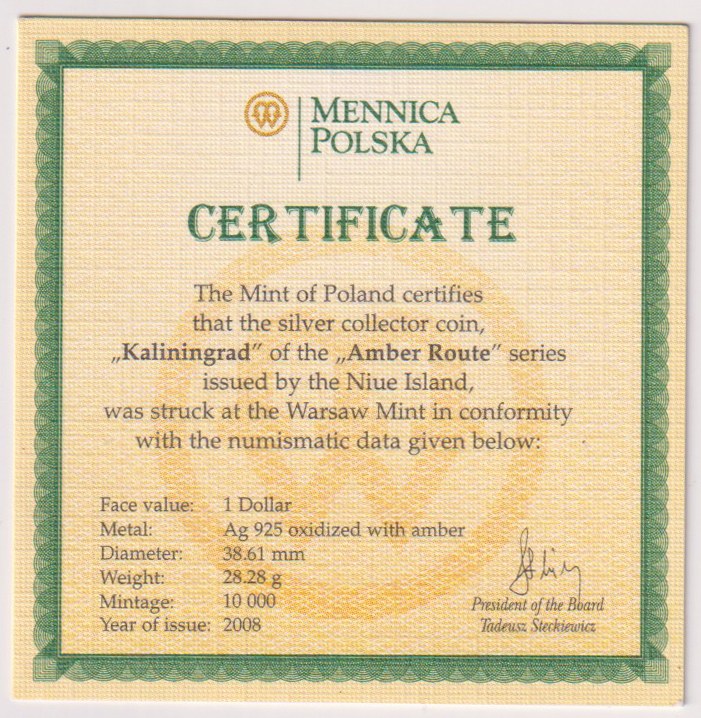 MENNICA
POLSKA
CERTIFICATE
The Mint of Poland certifies
that the silver collector coin,
„Kaliningrad” of the „Amber Route” series
issued by the Niue Island,
was struck at the Warsaw Mint in conformity
with the numismatic data given below:
Face value: 1 Dollar
Metal: Ag 925 oxidized with amber
Diameter: 38.61 mm
Weight: 28.28 g
Mintage: 10 000
Year of issue: 2008
President of the Board
Tadeusz Steckiewicz